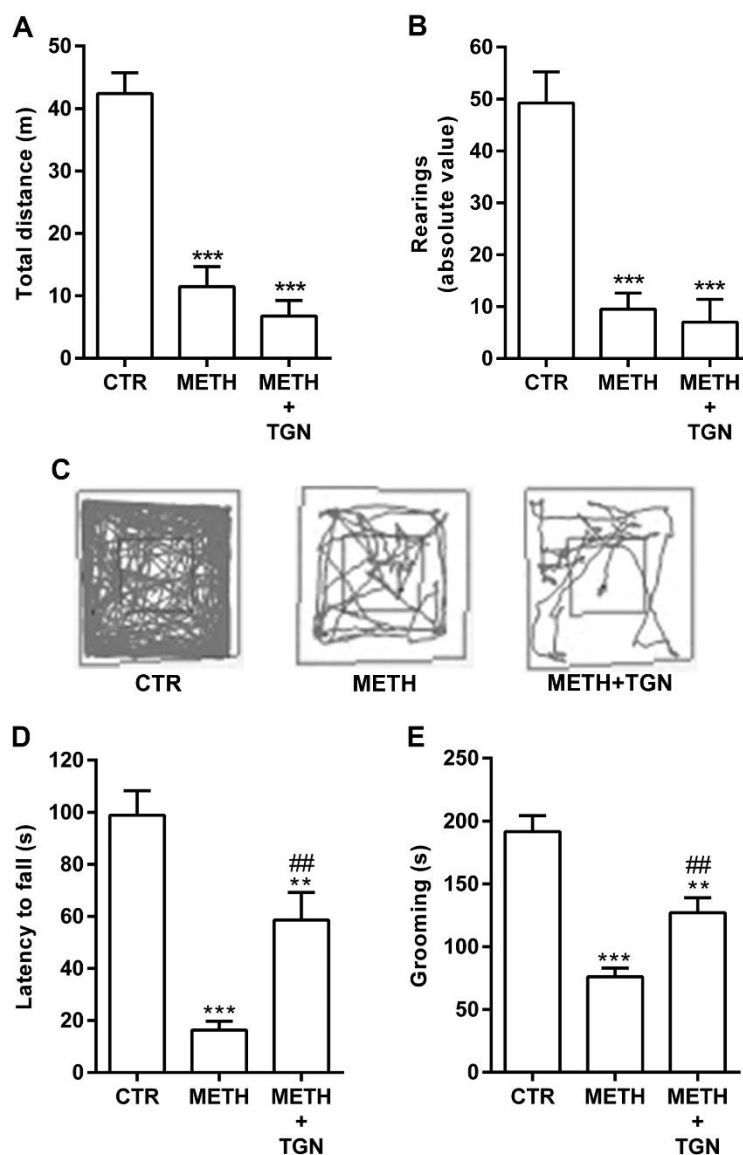 A
Total distance (m)
50
40
30
20
10
0
***
***
CTR
METH
METH
+
TGN
B
Rearings
(absolute value)
60
50
40
30
20
10
0
***
***
CTR
METH
METH
+
TGN
C
CTR
METH
METH+TGN
D
Latency to fall (s)
120
100
80
60
40
20
0
***
##
**
CTR
METH
METH
+
TGN
E
Grooming (s)
250
200
150
100
50
0
***
##
**
CTR
METH
METH
+
TGN